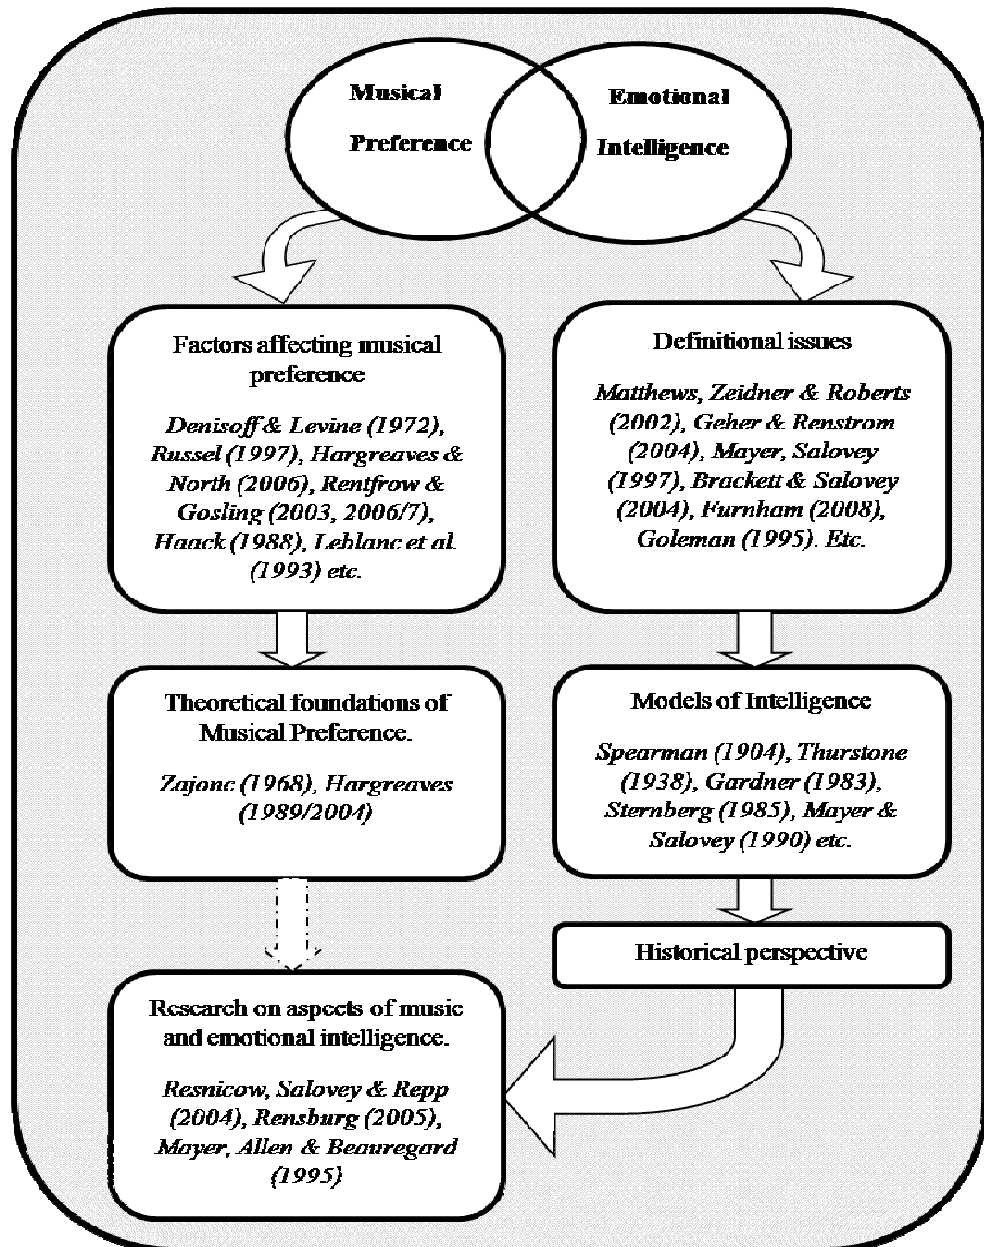 Musical
Preference
Emotional
Intelligence
Factors affecting musical
preference
Denisoff & Levine (1972),
Russel (1997), Hargreaves &
North (2006), Rentfrow &
Gosling (2003, 2006/7),
Haack (1988), Leblanc et al.
(1993) etc.
Definitional issues
Matthews, Zeidner & Roberts
(2002), Geher & Renstrom
(2004), Mayer, Salovey
(1997), Brackett & Salovey
(2004), Furnham (2008),
Goleman (1995). Etc.
Theoretical foundations of
Musical Preference.
Zajonc (1968), Hargreaves
(1989/2004)
Models of Intelligence
Spearman (1904), Thurstone
(1938), Gardner (1983),
Sternberg (1985), Mayer &
Salovey (1990) etc.
Historical perspective
Research on aspects of music
and emotional intelligence.
Resnicow, Salovey & Repp
(2004), Rensburg (2005),
Mayer, Allen & Beauregard
(1995)